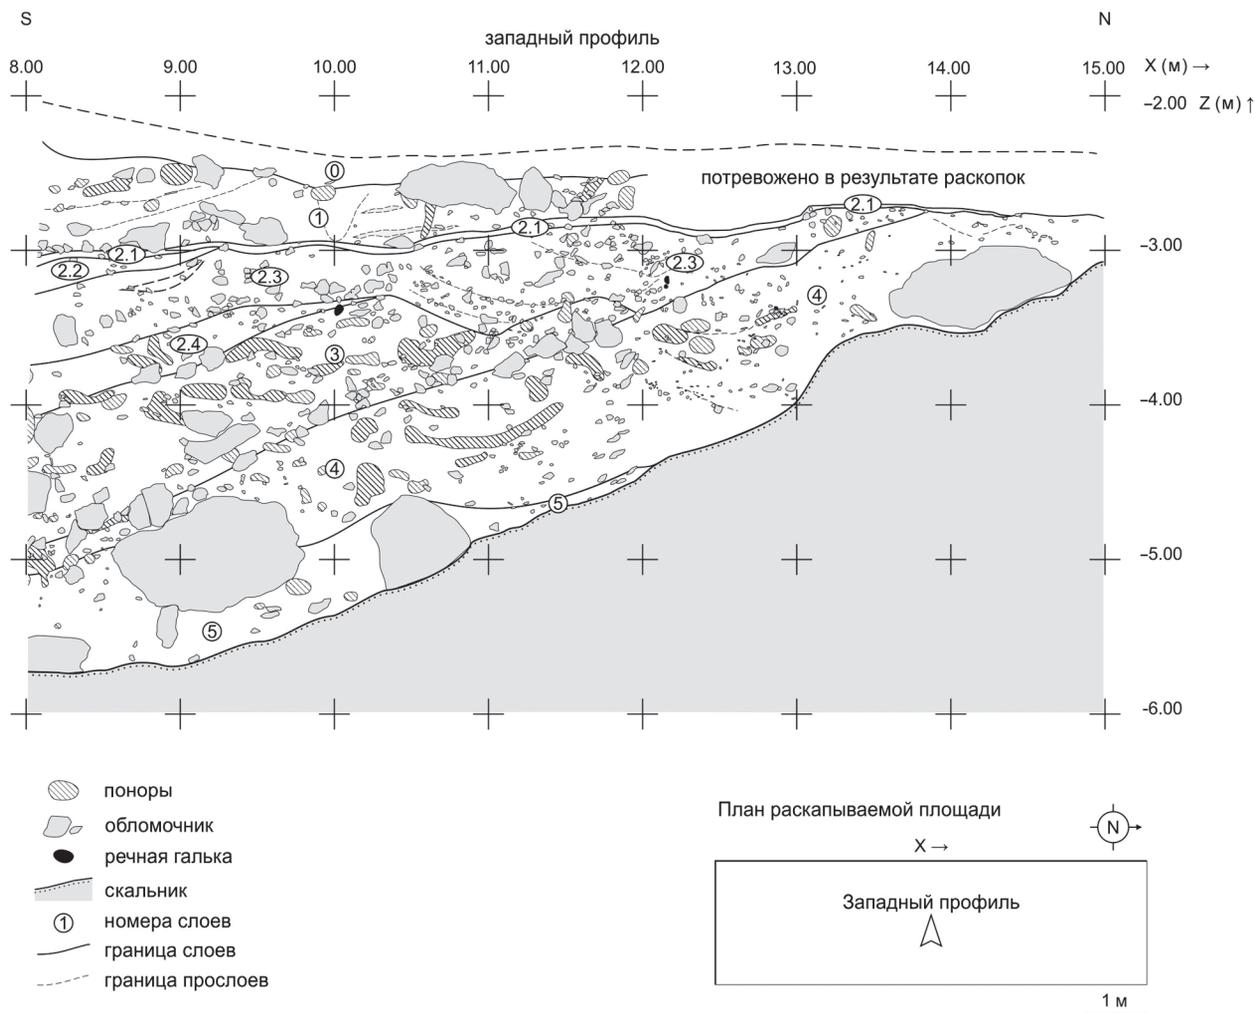 S N
западный профиль
8.00 9.00 10.00 11.00 12.00 13.00 14.00 15.00 X (м) →
–2.00 Z (м) ↑
0
потревожено в результате раскопок
2.1
1
2.1
2.1
–3.00
2.2
2.3
2.3
4
2.4
3
–4.00
4
5
–5.00
5
-6.00
поноры
обломочник
речная галька
скальник
1 номера слоев
граница слоев
граница прослоев
План раскапываемой площади
N
X →
Западный профиль
1 м